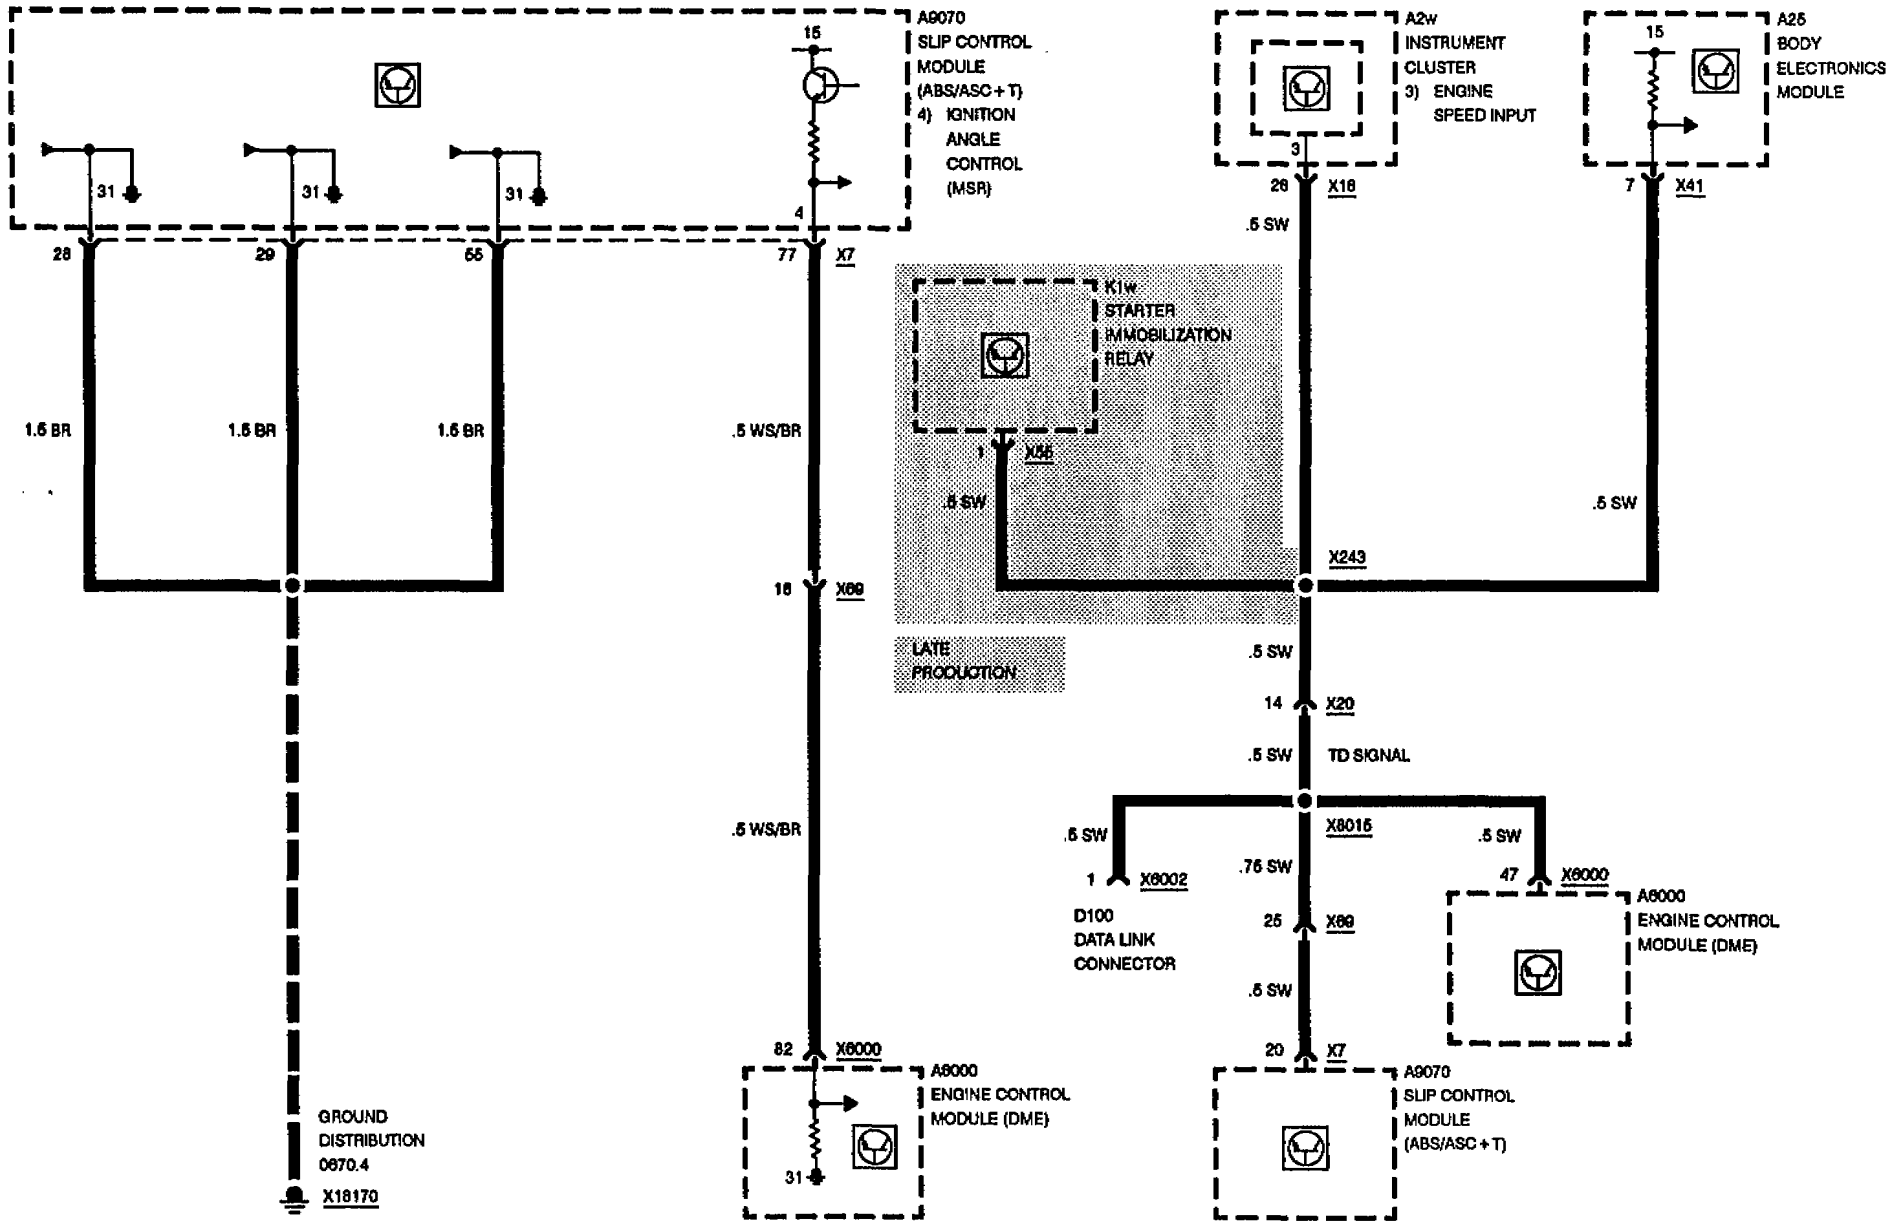 A9070
SLIP CONTROL
MODULE
(ABS/ASC + T)
4) IGNITION
ANGLE
CONTROL
(MSR)
15
31
31
31
4
28
29
55
77
X7
1.5 BR
1.5 BR
1.5 BR
.5 WS/BR
16
X69
.5 WS/BR
82
X6000
A6000
ENGINE CONTROL
MODULE (DME)
31
GROUND
DISTRIBUTION
0670.4
X18170
A2w
INSTRUMENT
CLUSTER
3) ENGINE
SPEED INPUT
3
28
X16
.5 SW
A25
BODY
ELECTRONICS
MODULE
15
7
X41
.5 SW
K1w
STARTER
IMMOBILIZATION
RELAY
1
X55
.5 SW
LATE
PRODUCTION
X243
.5 SW
14
X20
.5 SW
TD SIGNAL
X6015
.5 SW
1
X6002
D100
DATA LINK
CONNECTOR
.75 SW
25
X69
.5 SW
20
X7
A9070
SLIP CONTROL
MODULE
(ABS/ASC + T)
.5 SW
47
X6000
A6000
ENGINE CONTROL
MODULE (DME)